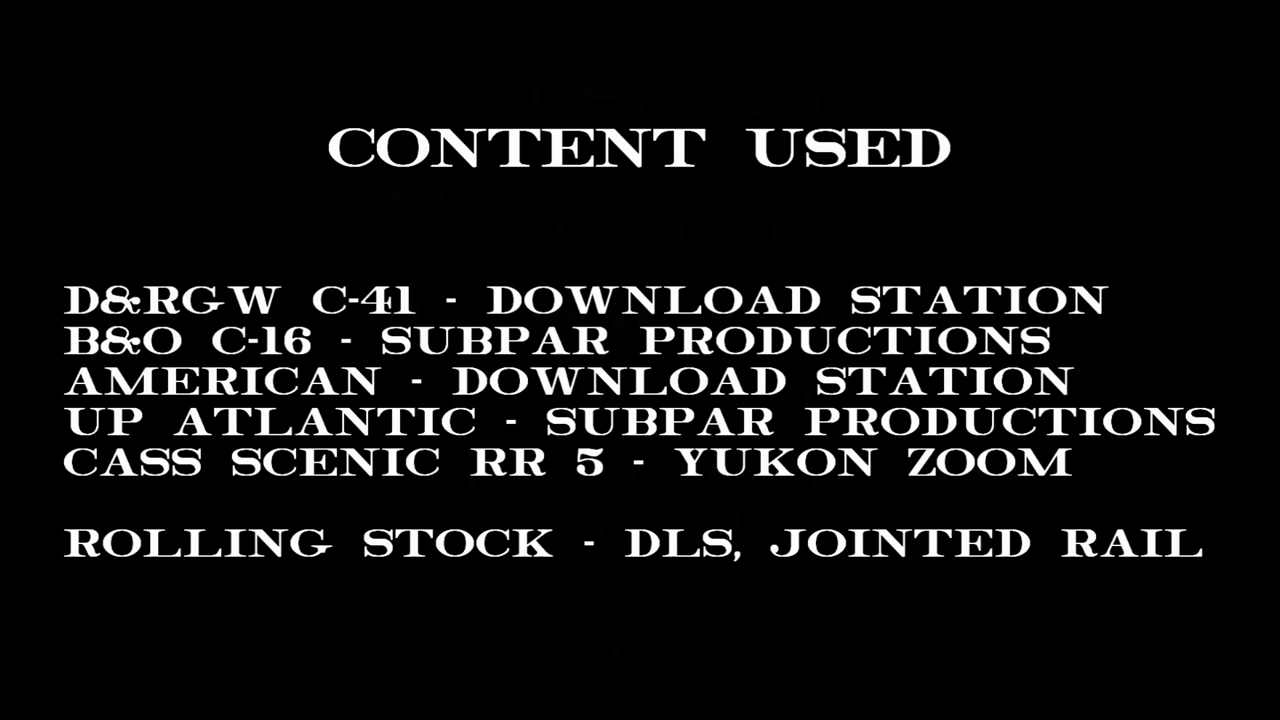 CONTENT USED
D&RGW C-41 - DOWNLOAD STATION
B&O C-16 - SUBPAR PRODUCTIONS
AMERICAN - DOWNLOAD STATION
UP ATLANTIC - SUBPAR PRODUCTIONS
CASS SCENIC RR 5 - YUKON ZOOM
ROLLING STOCK - DLS, JOINTED RAIL